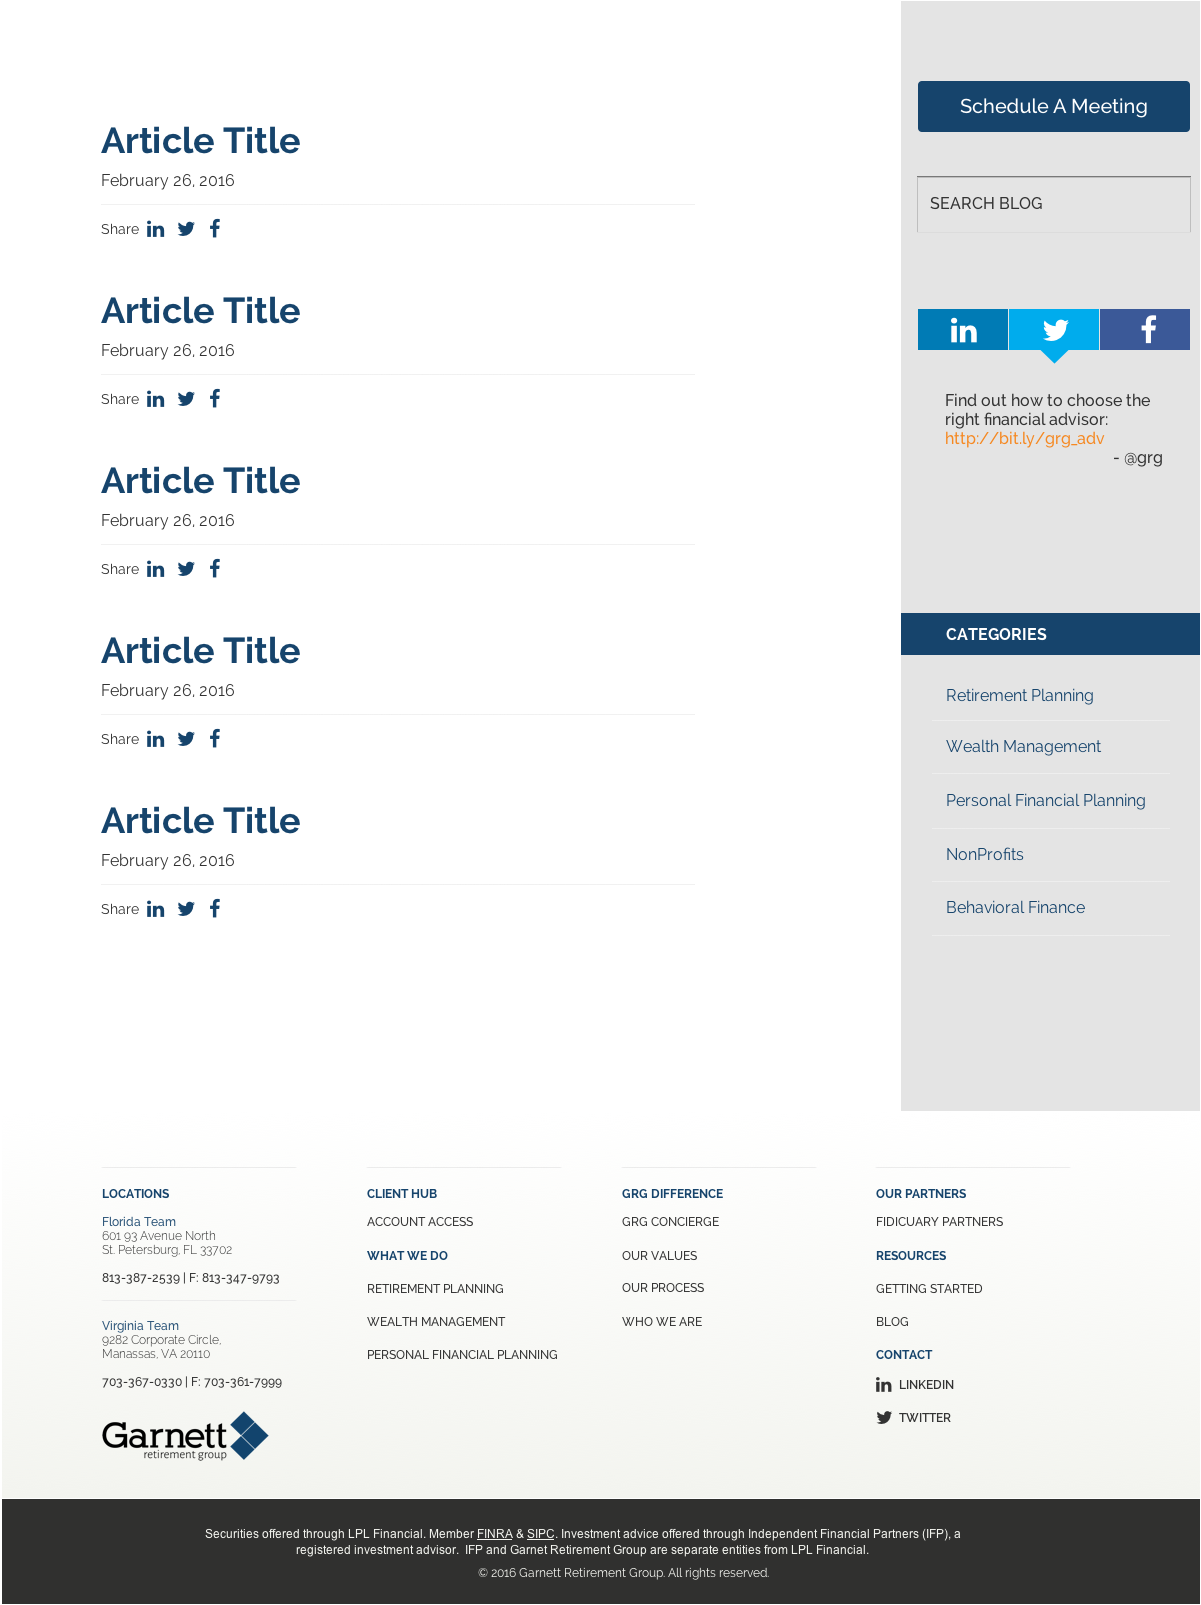 Article Title
February 26, 2016
Share
Article Title
February 26, 2016
Share
Article Title
February 26, 2016
Share
Article Title
February 26, 2016
Share
Article Title
February 26, 2016
Share
Schedule A Meeting
SEARCH BLOG
Find out how to choose the
right financial advisor:
http://bit.ly/grg_adv
- @grg
CATEGORIES
Retirement Planning
Wealth Management
Personal Financial Planning
NonProfits
Behavioral Finance
LOCATIONS
Florida Team
601 93 Avenue North
St. Petersburg, FL 33702
813-387-2539 | F: 813-347-9793
Virginia Team
9282 Corporate Circle,
Manassas, VA 20110
703-367-0330 | F: 703-361-7999
Garnett
retirement group
CLIENT HUB
ACCOUNT ACCESS
WHAT WE DO
RETIREMENT PLANNING
WEALTH MANAGEMENT
PERSONAL FINANCIAL PLANNING
GRG DIFFERENCE
GRG CONCIERGE
OUR VALUES
OUR PROCESS
WHO WE ARE
OUR PARTNERS
FIDICUARY PARTNERS
RESOURCES
GETTING STARTED
BLOG
CONTACT
LINKEDIN
TWITTER
Securities offered through LPL Financial. Member FINRA & SIPC. Investment advice offered through Independent Financial Partners (IFP), a
registered investment advisor. IFP and Garnet Retirement Group are separate entities from LPL Financial.
© 2016 Garnett Retirement Group. All rights reserved.